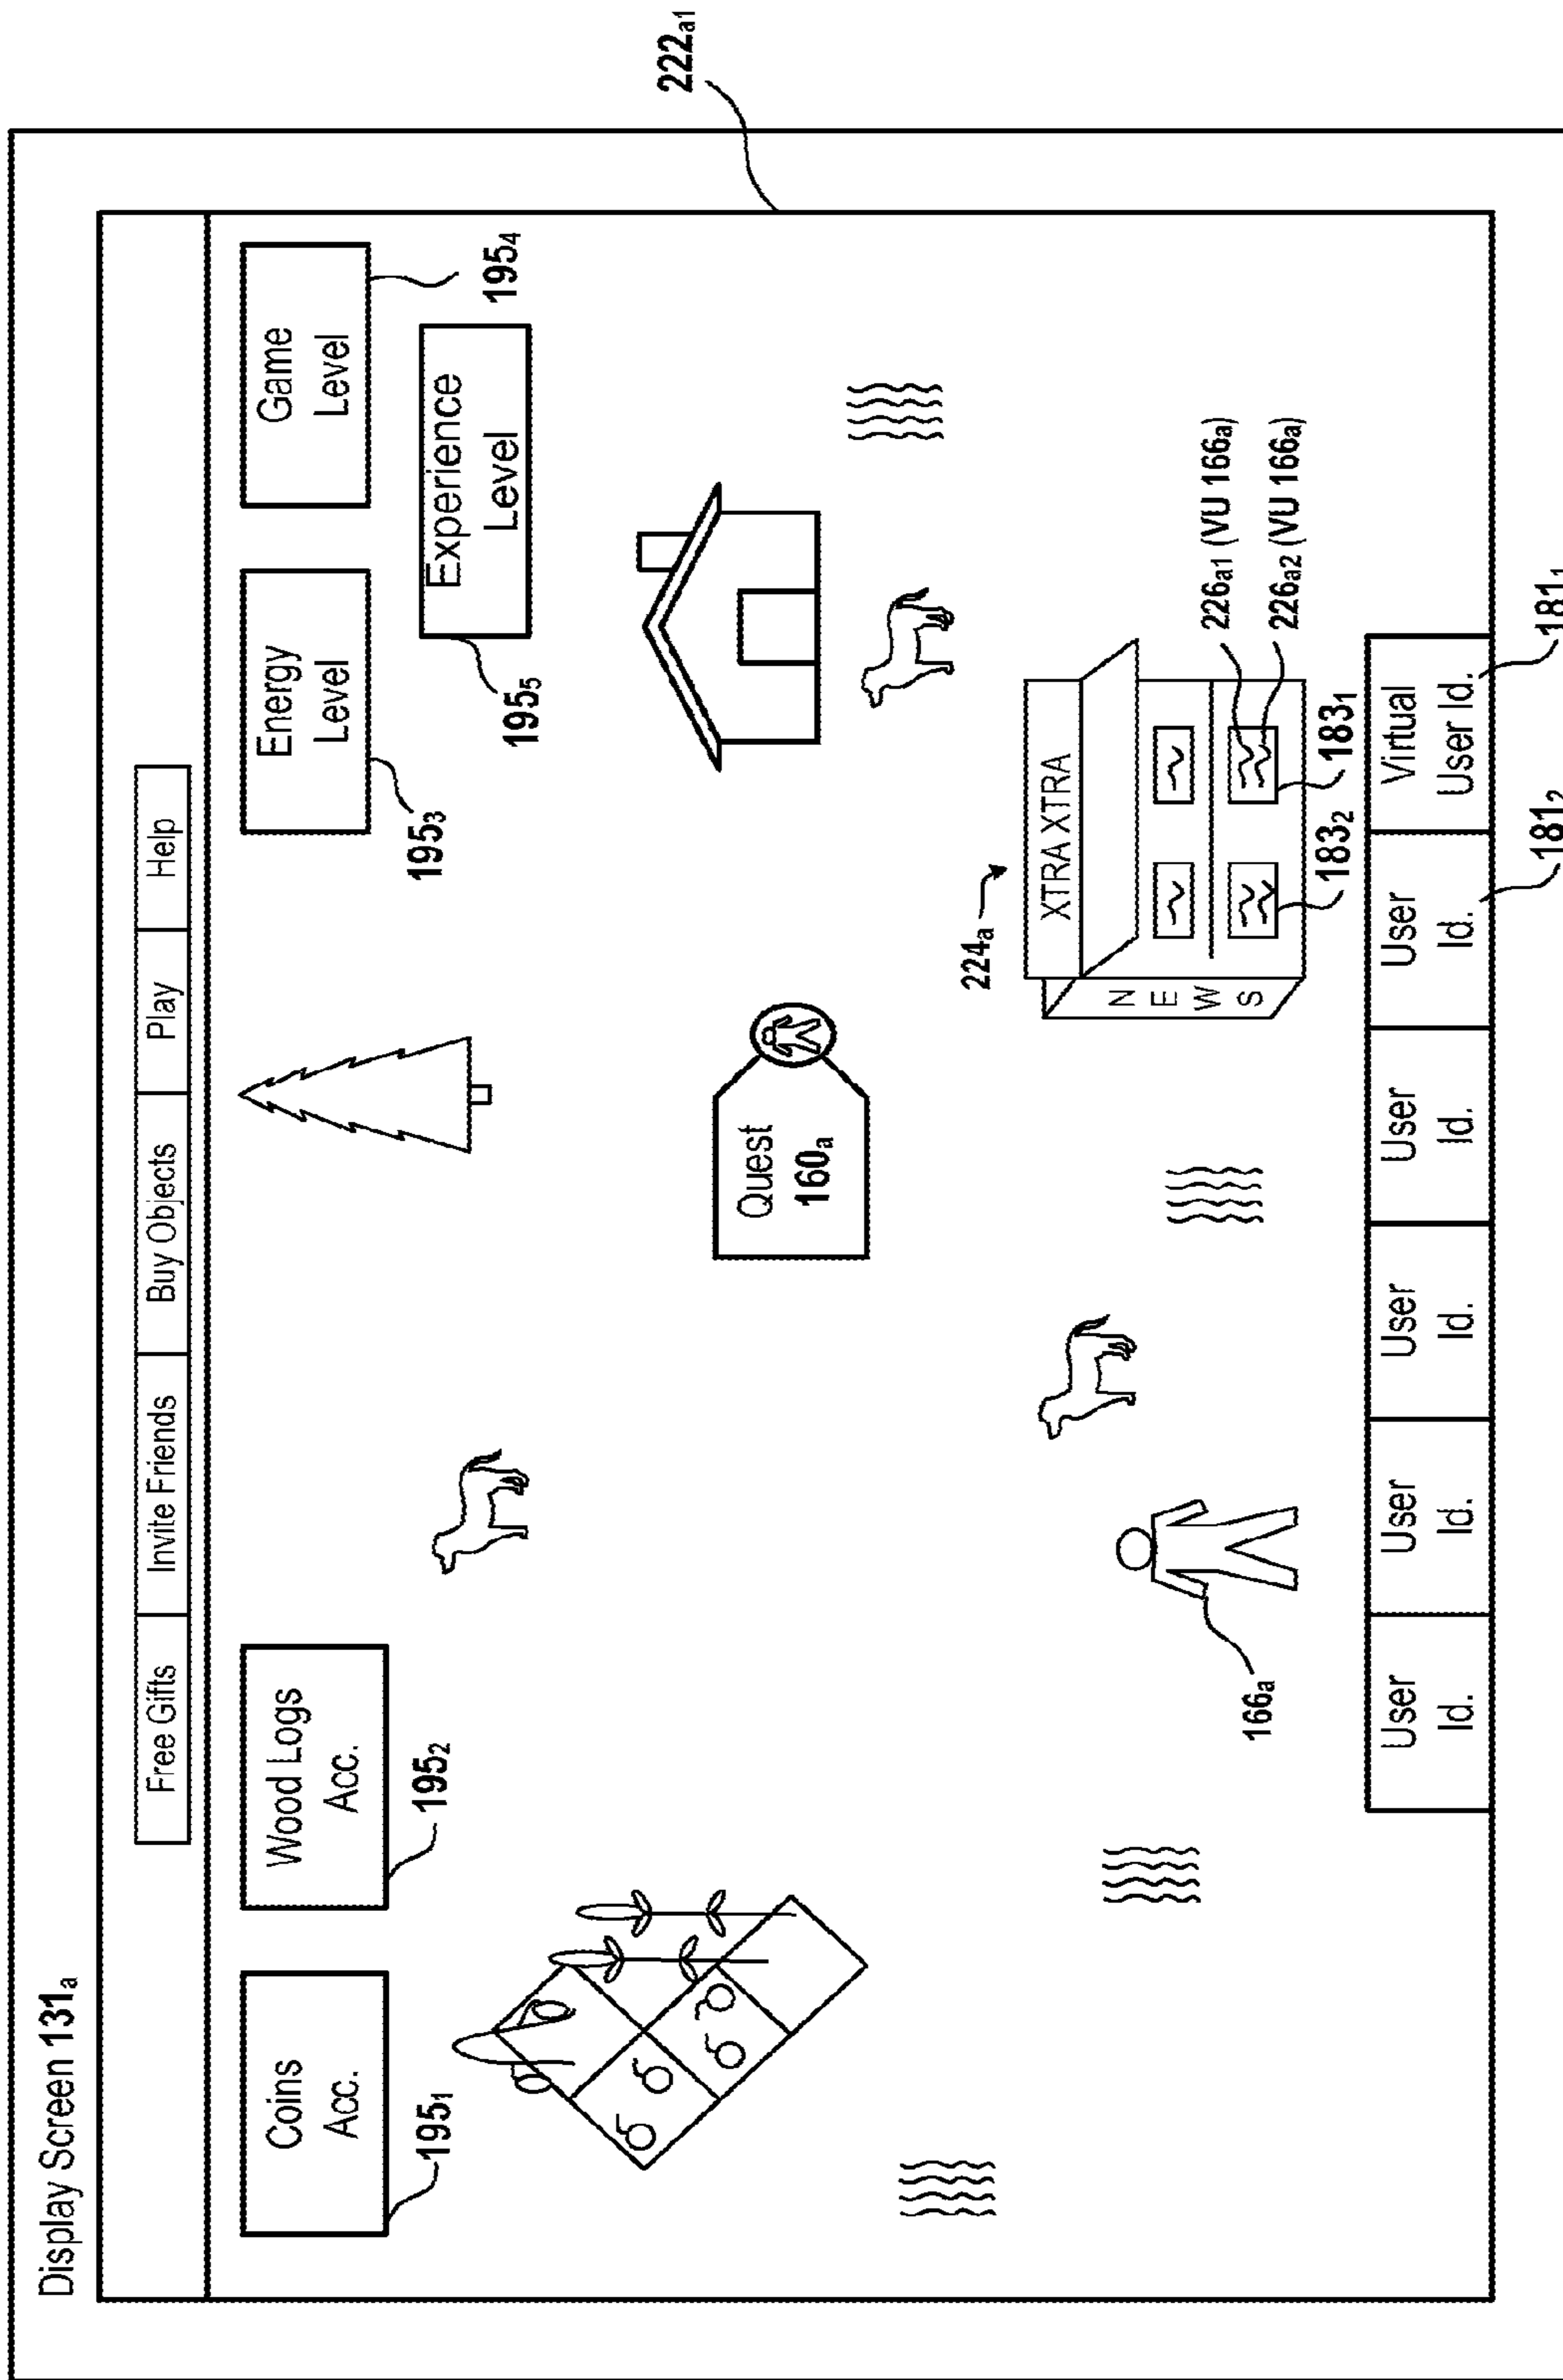 Display Screen 131a
Free Gifts
Invite Friends
Buy Objects
Play
Help
222a1
Coins
Acc.
1951
Wood Logs
Acc.
1952
Energy
Level
1953
Game
Level
1954
Experience
Level
1955
Quest
160a
224a
XTRA XTRA
NEWS
226a1 (VU 166a)
226a2 (VU 166a)
1832
1831
166a
User
Id.
User
Id.
User
Id.
User
Id.
User
Id.
Virtual
User Id.
1812
1811